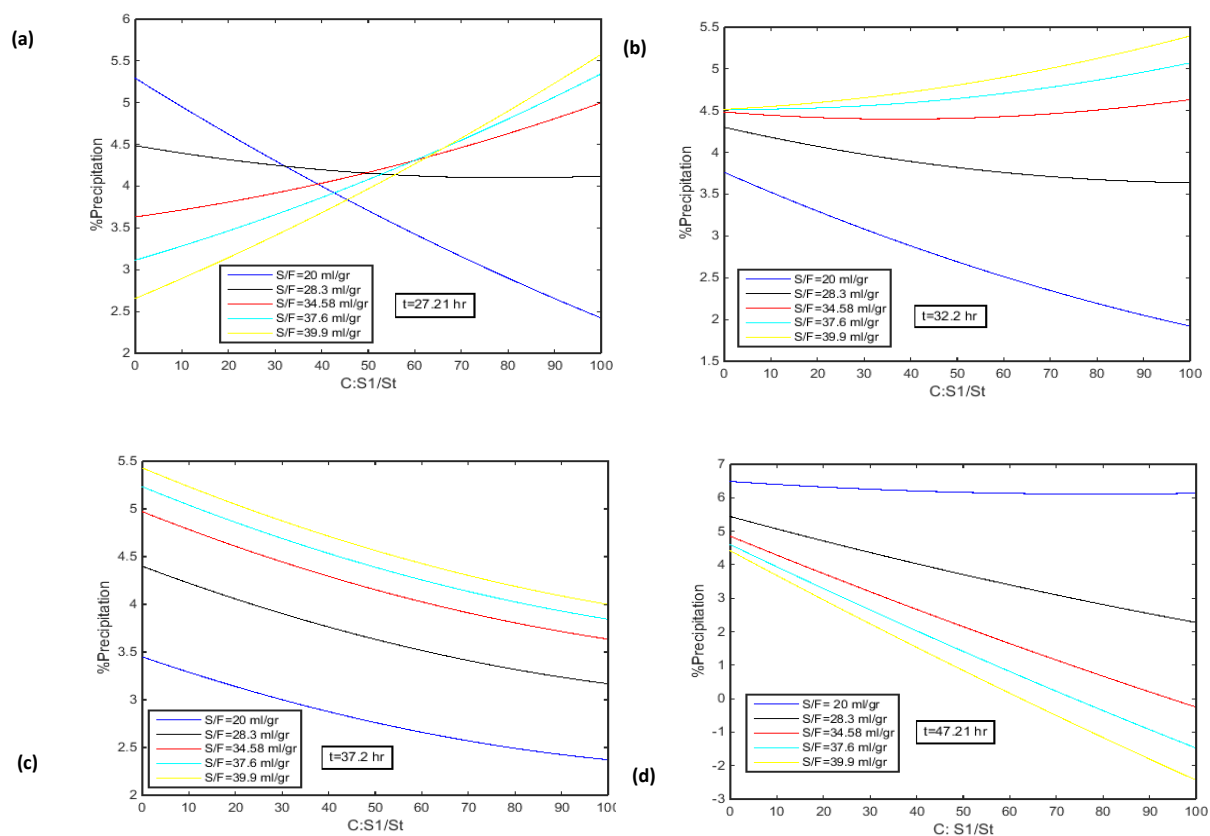 (a)
6
5.5
5
4.5
4
3.5
3
2.5
2
%Precipitation
S/F=20 ml/gr
S/F=28.3 ml/gr
S/F=34.58 ml/gr
S/F=37.6 ml/gr
S/F=39.9 ml/gr
t=27.21 hr
0 10 20 30 40 50 60 70 80 90 100
C:S1/St
(b)
5.5
5
4.5
4
3.5
3
2.5
2
1.5
%Precipitation
S/F=20 ml/gr
S/F=28.3 ml/gr
S/F=34.58 ml/gr
S/F=37.6 ml/gr
S/F=39.9 ml/gr
t=32.2 hr
0 10 20 30 40 50 60 70 80 90 100
C:S1/St
(c)
5.5
5
4.5
4
3.5
3
2.5
2
%Precipitation
S/F=20 ml/gr
S/F=28.3 ml/gr
S/F=34.58 ml/gr
S/F=37.6 ml/gr
S/F=39.9 ml/gr
t=37.2 hr
0 10 20 30 40 50 60 70 80 90 100
C:S1/St
(d)
7
6
5
4
3
2
1
0
-1
-2
-3
%Precipitation
S/F= 20 ml/gr
S/F=28.3 ml/gr
S/F=34.58 ml/gr
S/F=37.6 ml/gr
S/F=39.9 ml/gr
t=47.21 hr
0 10 20 30 40 50 60 70 80 90 100
C: S1/St